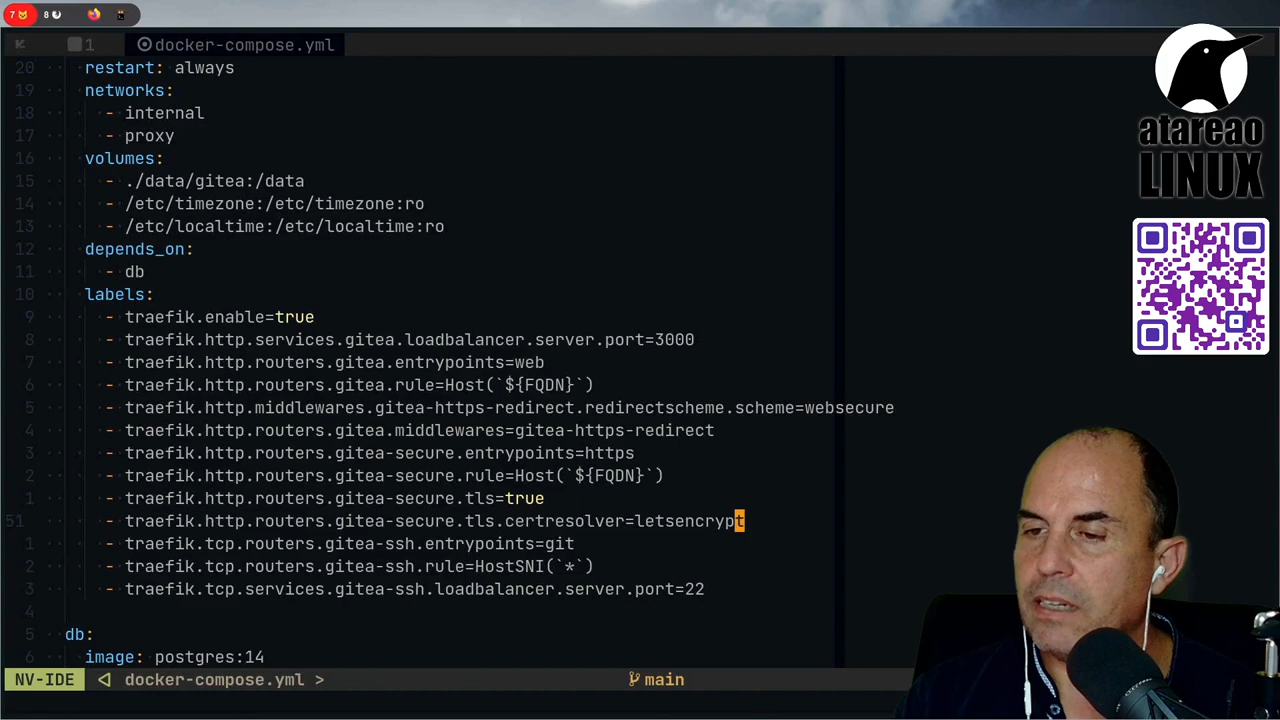 7 8
1 docker-compose.yml
20 restart: always
19 networks:
18 - internal
17 - proxy
16 volumes:
15 - ./data/gitea:/data
14 - /etc/timezone:/etc/timezone:ro
13 - /etc/localtime:/etc/localtime:ro
12 depends_on:
11 - db
10 labels:
9 - traefik.enable=true
8 - traefik.http.services.gitea.loadbalancer.server.port=3000
7 - traefik.http.routers.gitea.entrypoints=web
6 - traefik.http.routers.gitea.rule=Host(`${FQDN}`)
5 - traefik.http.middlewares.gitea-https-redirect.redirectscheme.scheme=websecure
4 - traefik.http.routers.gitea.middlewares=gitea-https-redirect
3 - traefik.http.routers.gitea-secure.entrypoints=https
2 - traefik.http.routers.gitea-secure.rule=Host(`${FQDN}`)
1 - traefik.http.routers.gitea-secure.tls=true
51 - traefik.http.routers.gitea-secure.tls.certresolver=letsencrypt
1 - traefik.tcp.routers.gitea-ssh.entrypoints=git
2 - traefik.tcp.routers.gitea-ssh.rule=HostSNI(`*`)
3 - traefik.tcp.services.gitea-ssh.loadbalancer.server.port=22
4
5 db:
6 image: postgres:14
NV-IDE docker-compose.yml > main
atareao
LINUX